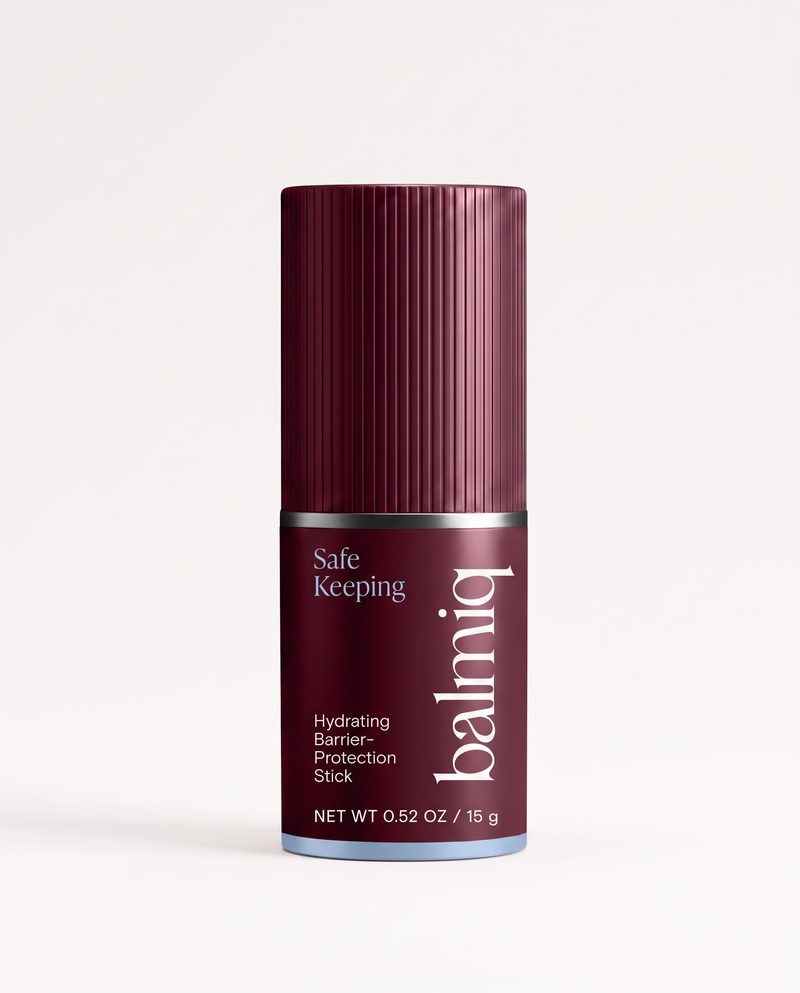 Safe
Keeping
balmiq
Hydrating
Barrier-
Protection
Stick
NET WT 0.52 OZ / 15 g